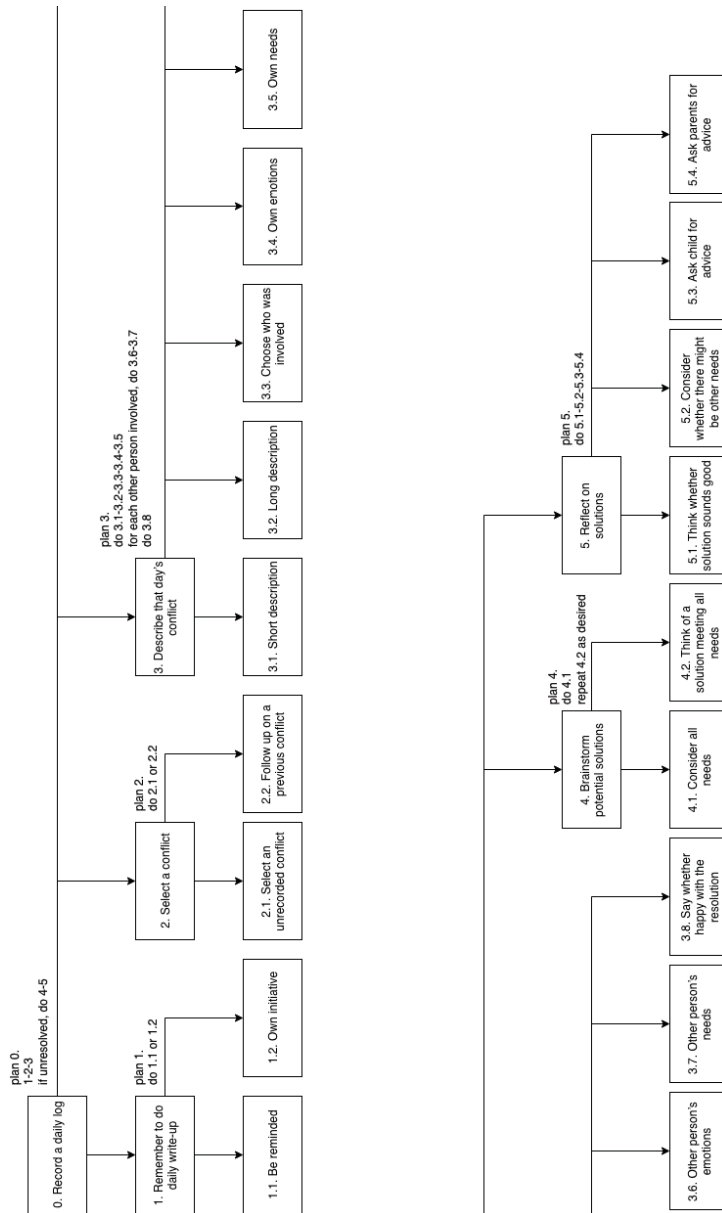 plan 0.
1-2-3
if unresolved, do 4-5
0. Record a daily log
plan 1.
do 1.1 or 1.2
1. Remember to do
daily write-up
1.1. Be reminded
1.2. Own initiative
plan 2.
do 2.1 or 2.2
2. Select a conflict
2.1. Select an
unrecorded conflict
2.2. Follow up on a
previous conflict
plan 3.
do 3.1-3.2-3.3-3.4-3.5
for each other person involved, do 3.6-3.7
do 3.8
3. Describe that day's
conflict
3.1. Short description
3.2. Long description
3.3. Choose who was
involved
3.4. Own emotions
3.5. Own needs
3.6. Other person's
emotions
3.7. Other person's
needs
3.8. Say whether
happy with the
resolution
plan 4.
do 4.1
repeat 4.2 as desired
4. Brainstorm
potential solutions
4.1. Consider all
needs
4.2. Think of a
solution meeting all
needs
plan 5.
do 5.1-5.2-5.3-5.4
5. Reflect on
solutions
5.1. Think whether
solution sounds good
5.2. Consider
whether there might
be other needs
5.3. Ask child for
advice
5.4. Ask parents for
advice